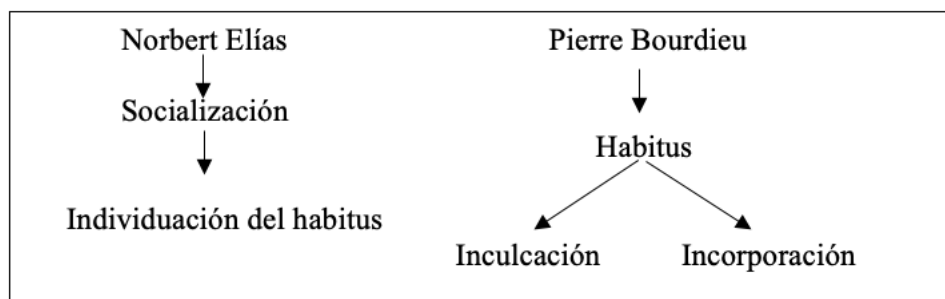 Norbert Elías
Pierre Bourdieu
Socialización
Habitus
Individuación del habitus
Inculcación
Incorporación